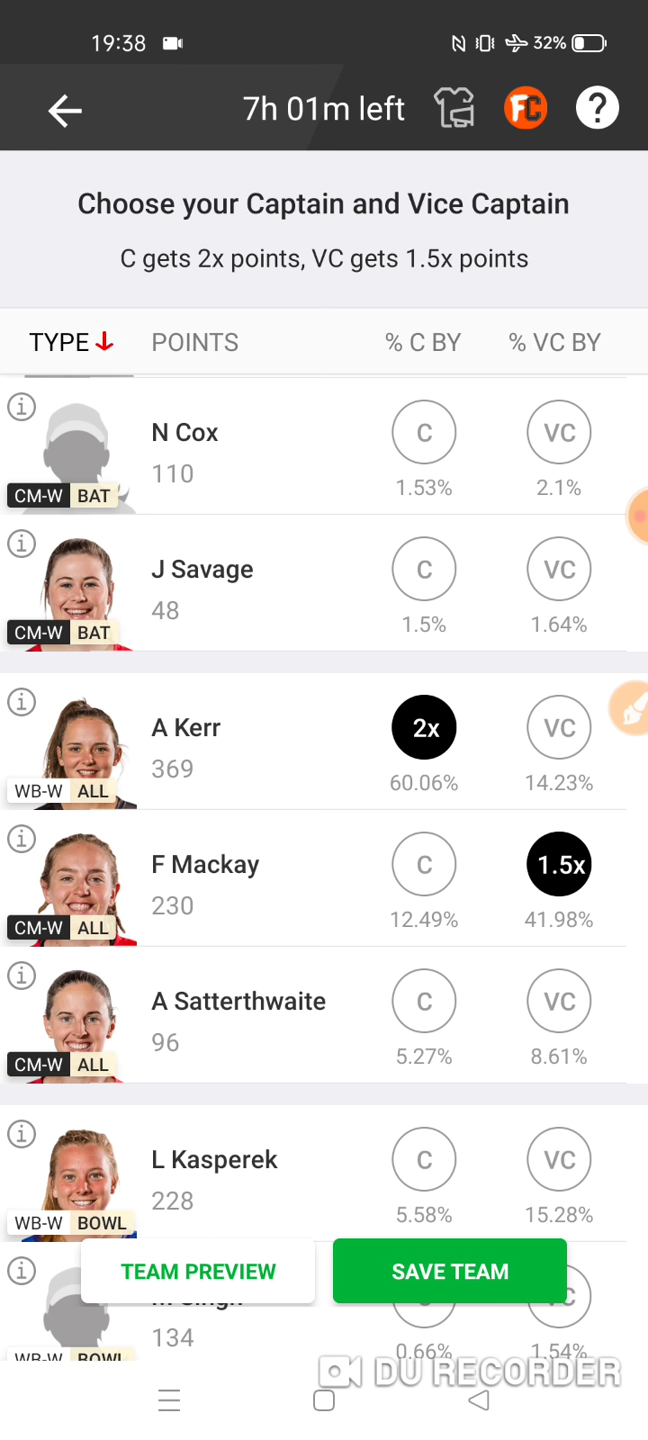 19:38
32%
7h 01m left
FC
?
Choose your Captain and Vice Captain
C gets 2x points, VC gets 1.5x points
TYPE POINTS % C BY % VC BY
N Cox
110
C
VC
1.53%
2.1%
CM-W BAT
J Savage
48
C
VC
1.5%
1.64%
CM-W BAT
A Kerr
369
2x
VC
60.06%
14.23%
WB-W ALL
F Mackay
230
C
1.5x
12.49%
41.98%
CM-W ALL
A Satterthwaite
96
C
VC
5.27%
8.61%
CM-W ALL
L Kasperek
228
C
VC
5.58%
15.28%
WB-W BOWL
TEAM PREVIEW
SAVE TEAM
134
0.66%
1.54%
WB-W BOWL
DU RECORDER